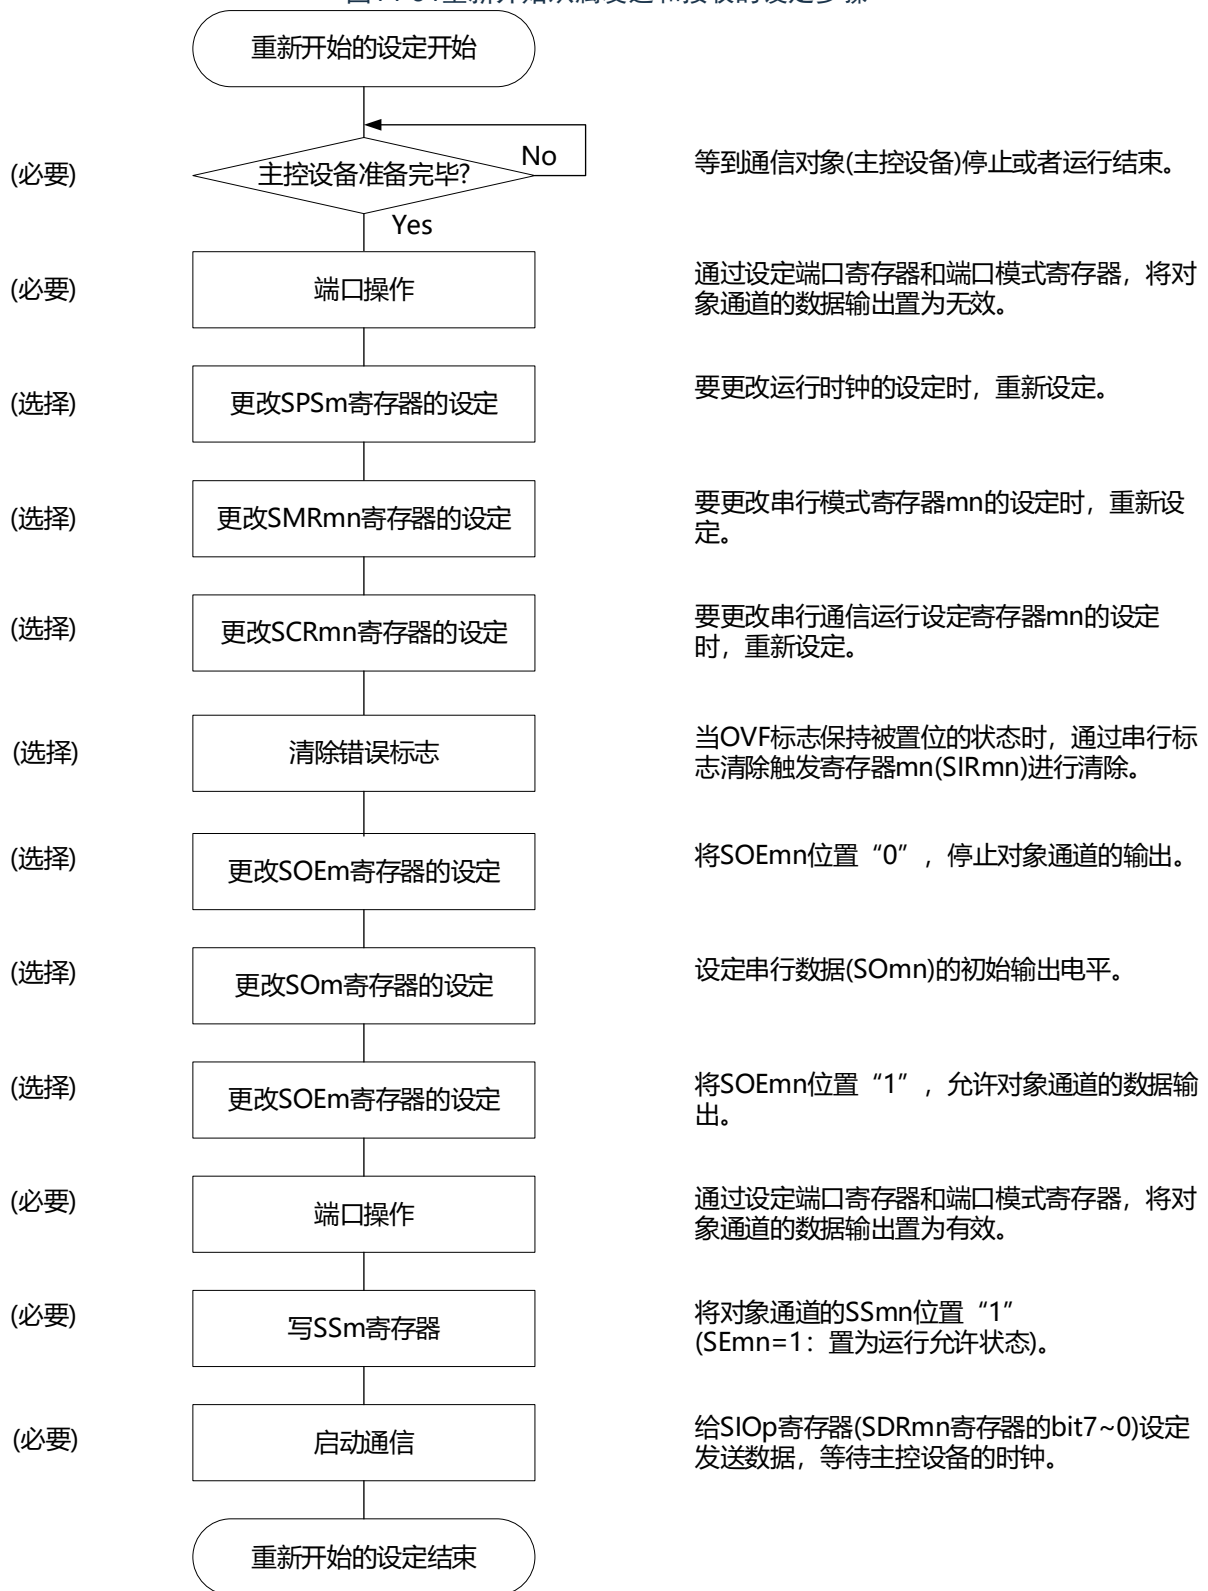 重新开始的设定开始
No
(必要)
主控设备准备完毕?
等到通信对象(主控设备)停止或者运行结束。
Yes
(必要)
端口操作
通过设定端口寄存器和端口模式寄存器，将对
象通道的数据输出置为无效。
(选择)
更改SPSm寄存器的设定
要更改运行时钟的设定时，重新设定。
(选择)
更改SMRmn寄存器的设定
要更改串行模式寄存器mn的设定时，重新设
定。
(选择)
更改SCRmn寄存器的设定
要更改串行通信运行设定寄存器mn的设定
时，重新设定。
(选择)
清除错误标志
当OVF标志保持被置位的状态时，通过串行标
志清除触发寄存器mn(SIRmn)进行清除。
(选择)
更改SOEm寄存器的设定
将SOEmn位置“0”，停止对象通道的输出。
(选择)
更改SOm寄存器的设定
设定串行数据(SOmn)的初始输出电平。
(选择)
更改SOEm寄存器的设定
将SOEmn位置“1”，允许对象通道的数据输
出。
(必要)
端口操作
通过设定端口寄存器和端口模式寄存器，将对
象通道的数据输出置为有效。
(必要)
写SSm寄存器
将对象通道的SSmn位置“1”
(SEmn=1：置为运行允许状态)。
(必要)
启动通信
给SIOp寄存器(SDRmn寄存器的bit7~0)设定
发送数据，等待主控设备的时钟。
重新开始的设定结束